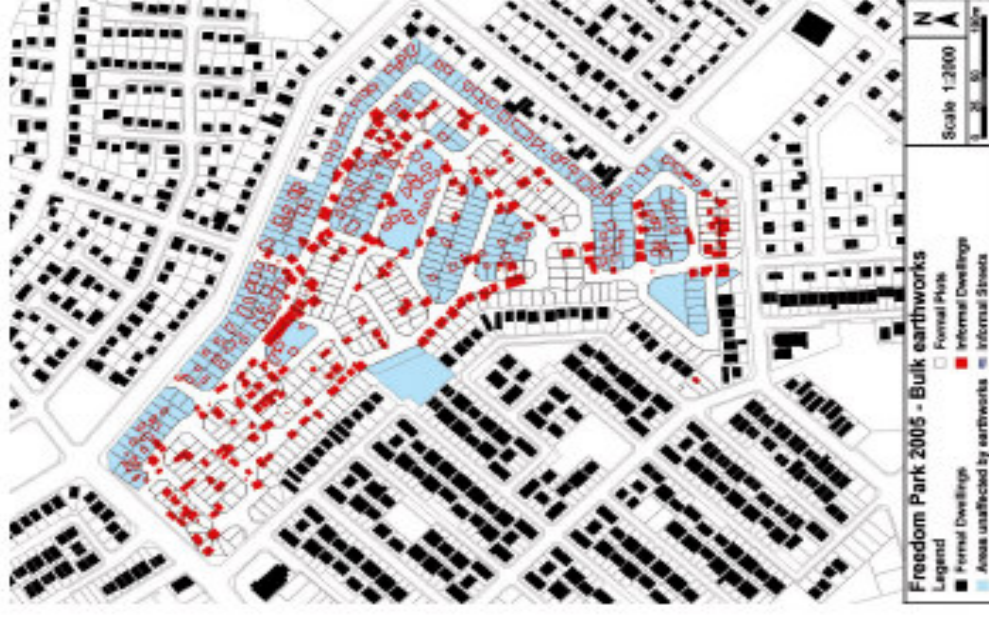 Freedom Park 2005 - Bulk earthworks
Legend
Formal Dwellings
Areas unaffected by earthworks
Formal Plots
Informal Dwellings
Informal Streets
Scale 1:2000
N